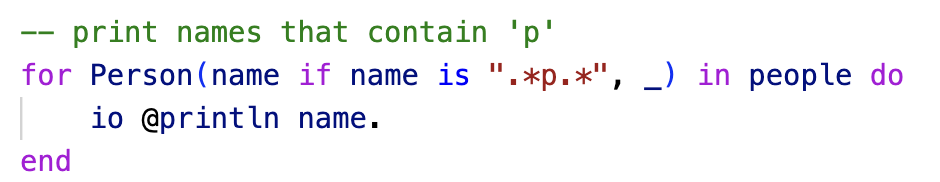 -- print names that contain 'p'
for Person(name if name is ".*p.*", _) in people do
    io @println name.
end